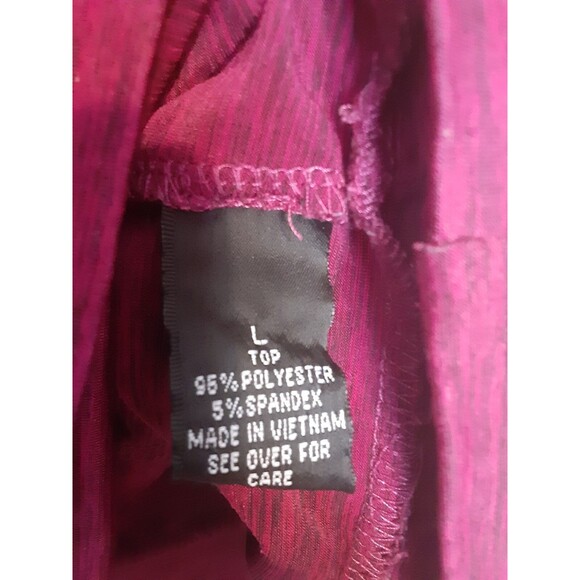 L
TOP
95%POLYESTER
5%SPANDEX
MADE IN VIETNAM
SEE OVER FOR
CARE